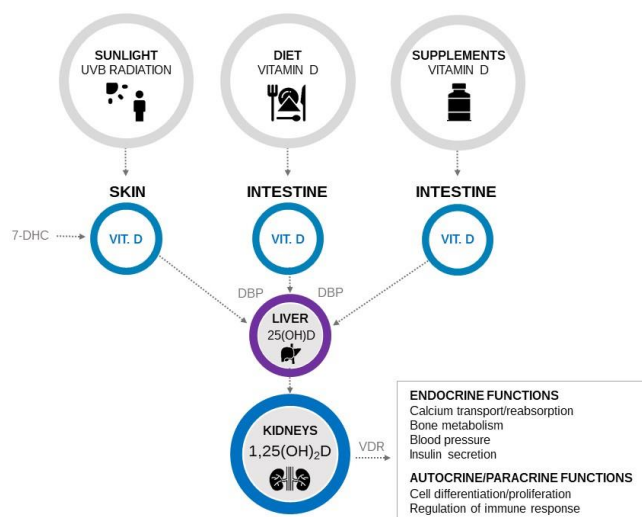 SUNLIGHT
UVB RADIATION
DIET
VITAMIN D
SUPPLEMENTS
VITAMIN D
SKIN
INTESTINE
INTESTINE
7-DHC
VIT. D
VIT. D
VIT. D
DBP
DBP
LIVER
25(OH)D
KIDNEYS
1,25(OH)₂D
VDR
ENDOCRINE FUNCTIONS
Calcium transport/reabsorption
Bone metabolism
Blood pressure
Insulin secretion
AUTOCRINE/PARACRINE FUNCTIONS
Cell differentiation/proliferation
Regulation of immune response